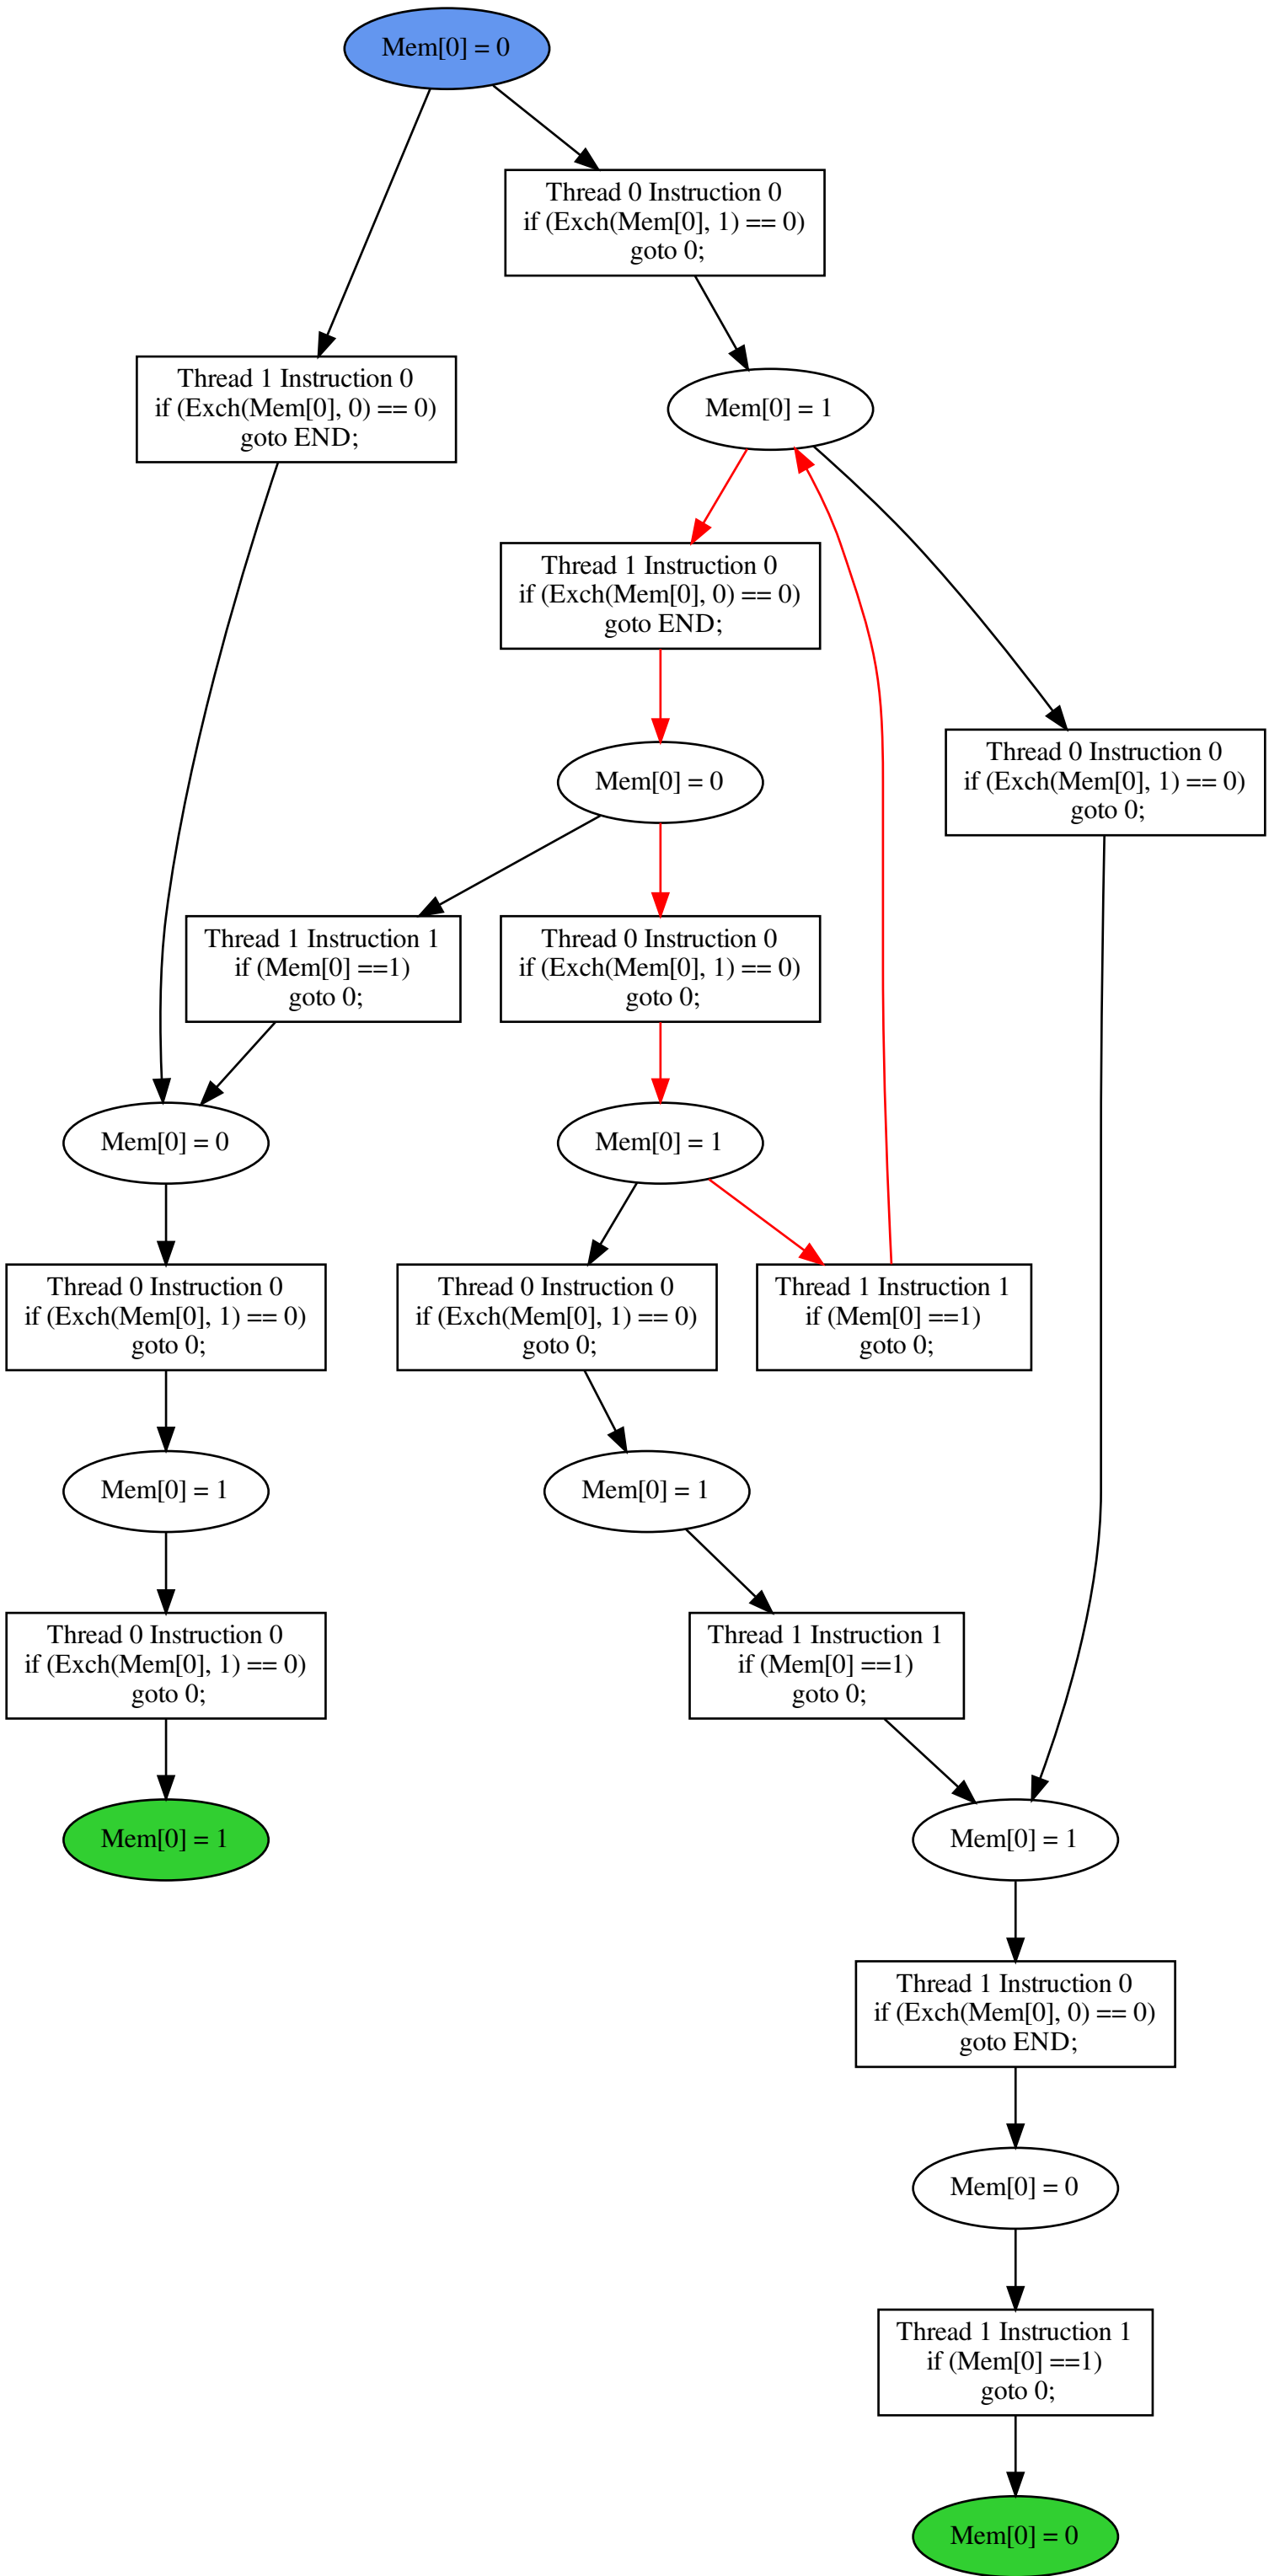 Mem[0] = 0
Thread 0 Instruction 0
if (Exch(Mem[0], 1) == 0)
goto 0;
Thread 1 Instruction 0
if (Exch(Mem[0], 0) == 0)
goto END;
Mem[0] = 1
Thread 1 Instruction 0
if (Exch(Mem[0], 0) == 0)
goto END;
Thread 0 Instruction 0
if (Exch(Mem[0], 1) == 0)
goto 0;
Mem[0] = 0
Thread 1 Instruction 1
if (Mem[0] ==1)
goto 0;
Thread 0 Instruction 0
if (Exch(Mem[0], 1) == 0)
goto 0;
Mem[0] = 0
Mem[0] = 1
Thread 0 Instruction 0
if (Exch(Mem[0], 1) == 0)
goto 0;
Thread 0 Instruction 0
if (Exch(Mem[0], 1) == 0)
goto 0;
Thread 1 Instruction 1
if (Mem[0] ==1)
goto 0;
Mem[0] = 1
Mem[0] = 1
Thread 0 Instruction 0
if (Exch(Mem[0], 1) == 0)
goto 0;
Thread 1 Instruction 1
if (Mem[0] ==1)
goto 0;
Mem[0] = 1
Mem[0] = 1
Thread 1 Instruction 0
if (Exch(Mem[0], 0) == 0)
goto END;
Mem[0] = 0
Thread 1 Instruction 1
if (Mem[0] ==1)
goto 0;
Mem[0] = 0